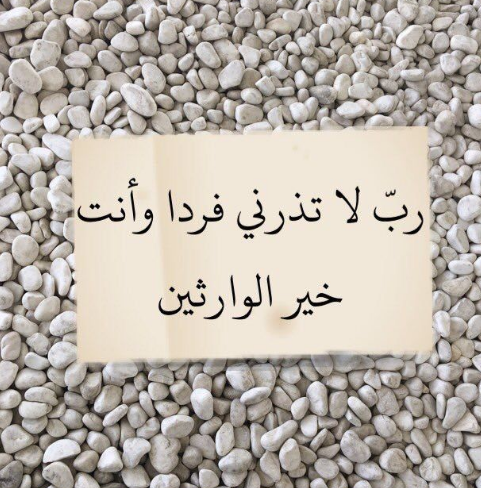 ربّ لا تذرني فردا وأنت
خير الوارثين